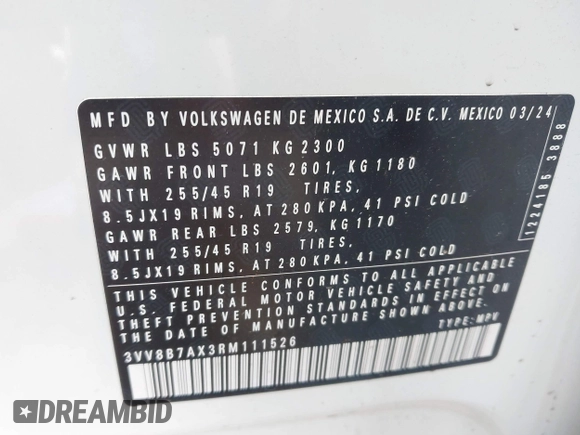 MFD BY VOLKSWAGEN DE MEXICO S.A. DE C.V. MEXICO 03/24
GVWR LBS 5071 KG 2300
GAWR FRONT LBS 2601, KG 1180
WITH 255/45 R19 TIRES,
8.5JX19 RIMS, AT 280 KPA, 41 PSI COLD
GAWR REAR LBS 2579, KG 1170
WITH 255/45 R19 TIRES,
8.5JX19 RIMS, AT 280 KPA, 41 PSI COLD
THIS VEHICLE CONFORMS TO ALL APPLICABLE
U.S. FEDERAL MOTOR VEHICLE SAFETY AND
THEFT PREVENTION STANDARDS IN EFFECT ON
THE DATE OF MANUFACTURE SHOWN ABOVE.
3VV8B7AX3RM111526 TYPE: MPV
1224185 3888
DREAMBID